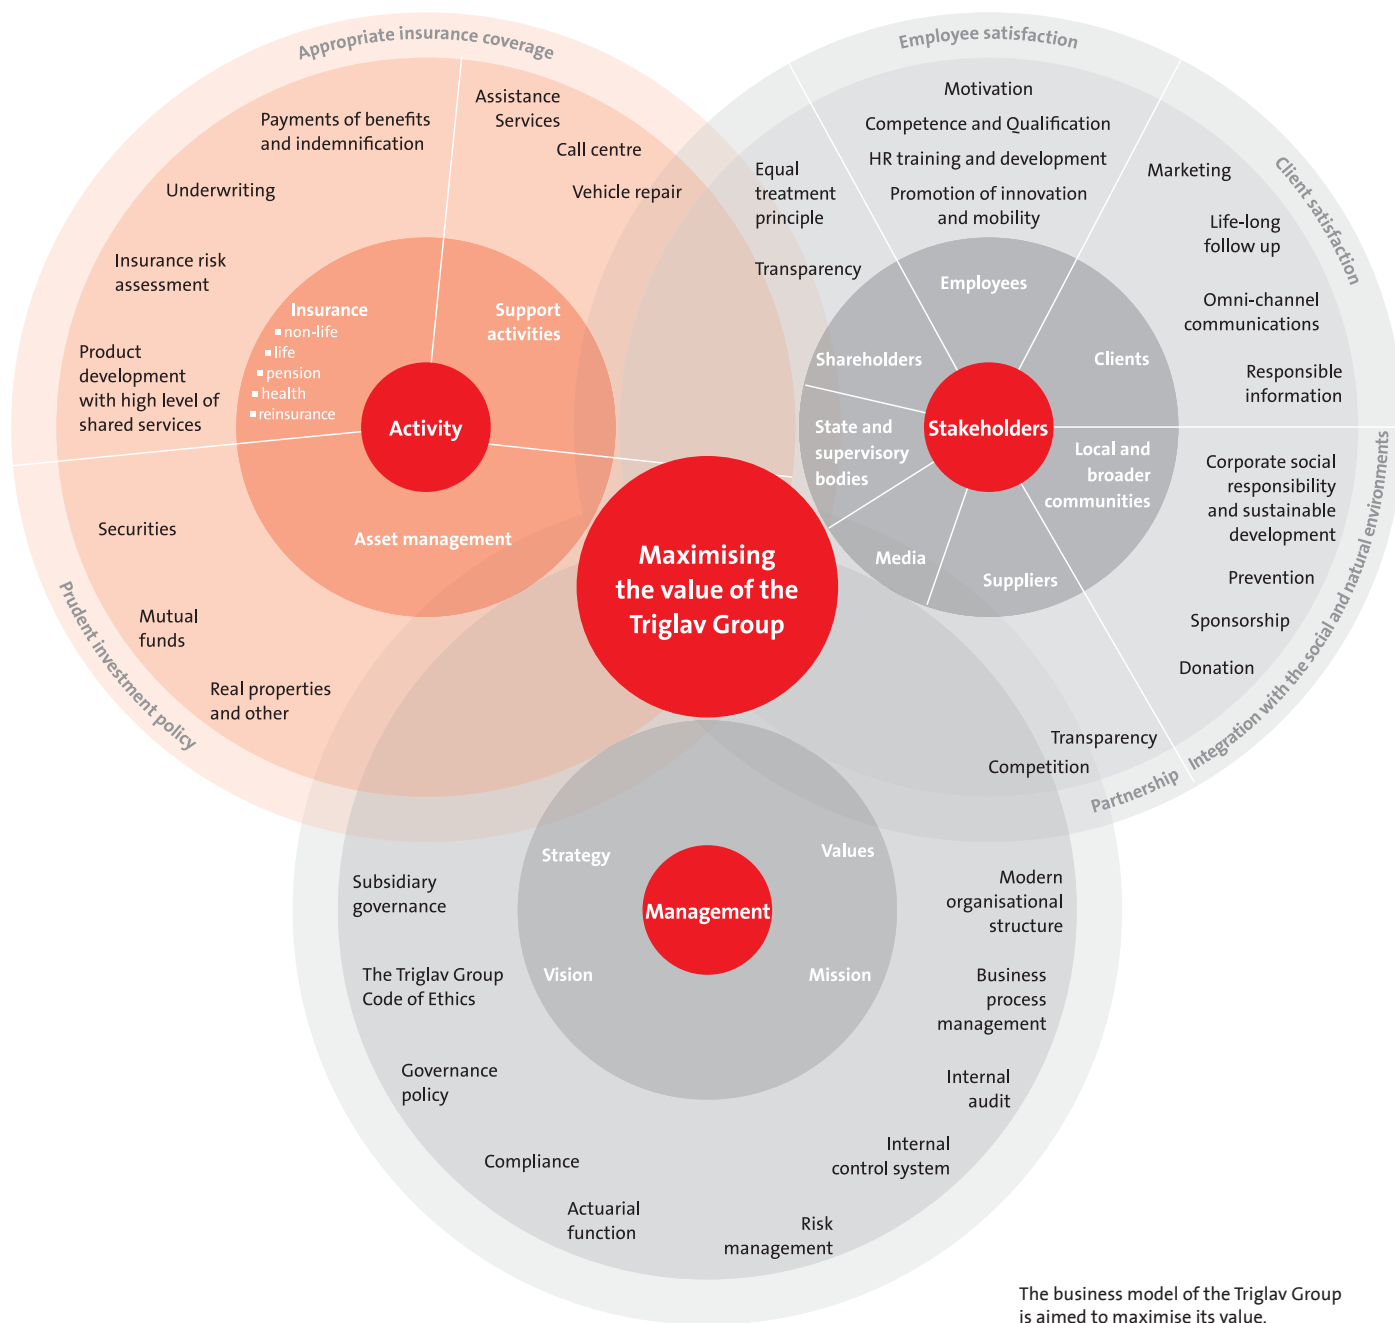 Appropriate insurance coverage
Payments of benefits
and indemnification
Underwriting
Insurance risk
assessment
Product
development
with high level of
shared services
Assistance
Services
Call centre
Vehicle repair
Insurance
non-life
life
pension
health
reinsurance
Support
activities
Activity
Asset management
Securities
Mutual
funds
Real properties
and other
Prudent investment policy
Employee satisfaction
Motivation
Competence and Qualification
HR training and development
Promotion of innovation
and mobility
Equal
treatment
principle
Transparency
Marketing
Life-long
follow up
Omni-channel
communications
Responsible
information
Client satisfaction
Employees
Shareholders
Clients
State and
supervisory
bodies
Stakeholders
Local and
broader
communities
Media
Suppliers
Corporate social
responsibility
and sustainable
development
Prevention
Sponsorship
Donation
Integration with the social and natural environments
Transparency
Competition
Partnership
Maximising
the value of the
Triglav Group
Strategy
Values
Management
Vision
Mission
Subsidiary
governance
The Triglav Group
Code of Ethics
Governance
policy
Compliance
Actuarial
function
Risk
management
Internal
control system
Internal
audit
Business
process
management
Modern
organisational
structure
The business model of the Triglav Group
is aimed to maximise its value.